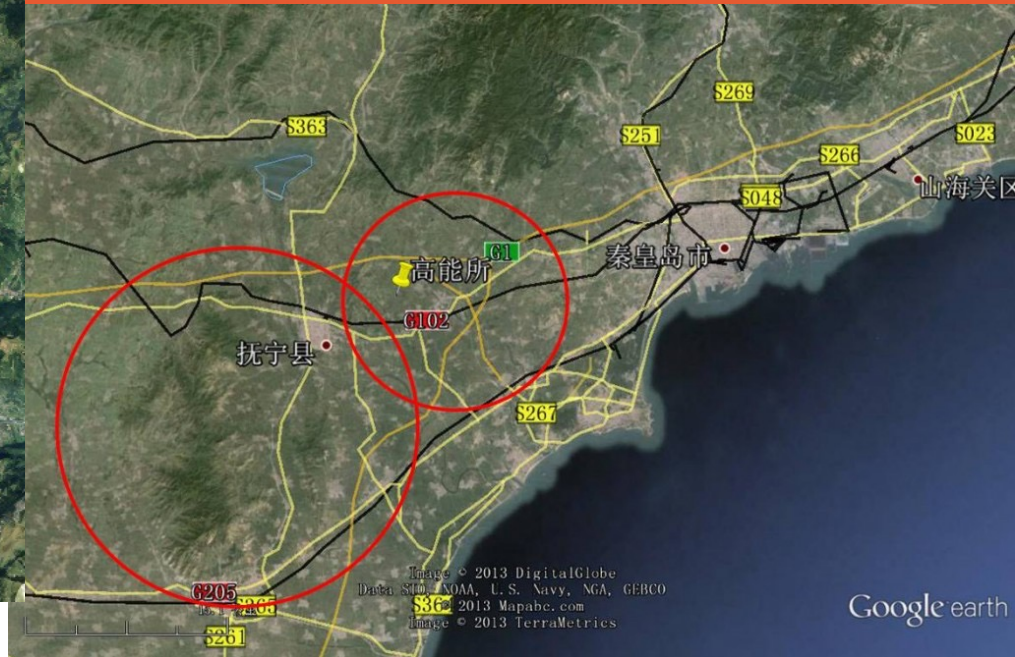 S269
S363
S251
S023
S266
山海关区
S048
G1
秦皇岛市
高能所
G102
抚宁县
S267
Image © 2013 DigitalGlobe
Data SIO, NOAA, U.S. Navy, NGA, GEBCO
G205
© 2013 Mapabc.com
Google earth
Image © 2013 TerraMetrics
S261